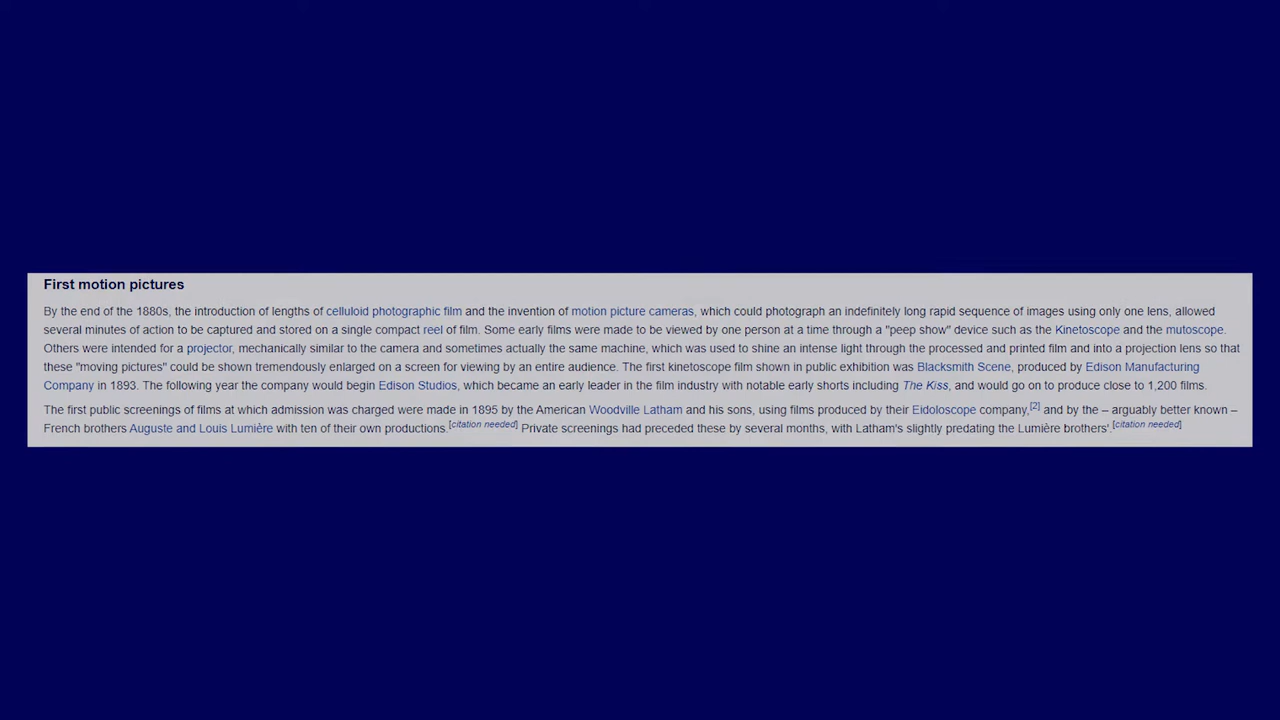 First motion pictures
By the end of the 1880s, the introduction of lengths of celluloid photographic film and the invention of motion picture cameras, which could photograph an indefinitely long rapid sequence of images using only one lens, allowed
several minutes of action to be captured and stored on a single compact reel of film. Some early films were made to be viewed by one person at a time through a "peep show" device such as the Kinetoscope and the mutoscope.
Others were intended for a projector, mechanically similar to the camera and sometimes actually the same machine, which was used to shine an intense light through the processed and printed film and into a projection lens so that
these "moving pictures" could be shown tremendously enlarged on a screen for viewing by an entire audience. The first kinetoscope film shown in public exhibition was Blacksmith Scene, produced by Edison Manufacturing
Company in 1893. The following year the company would begin Edison Studios, which became an early leader in the film industry with notable early shorts including The Kiss, and would go on to produce close to 1,200 films.
The first public screenings of films at which admission was charged were made in 1895 by the American Woodville Latham and his sons, using films produced by their Eidoloscope company,[2] and by the – arguably better known –
French brothers Auguste and Louis Lumière with ten of their own productions.[citation needed] Private screenings had preceded these by several months, with Latham's slightly predating the Lumière brothers'.[citation needed]